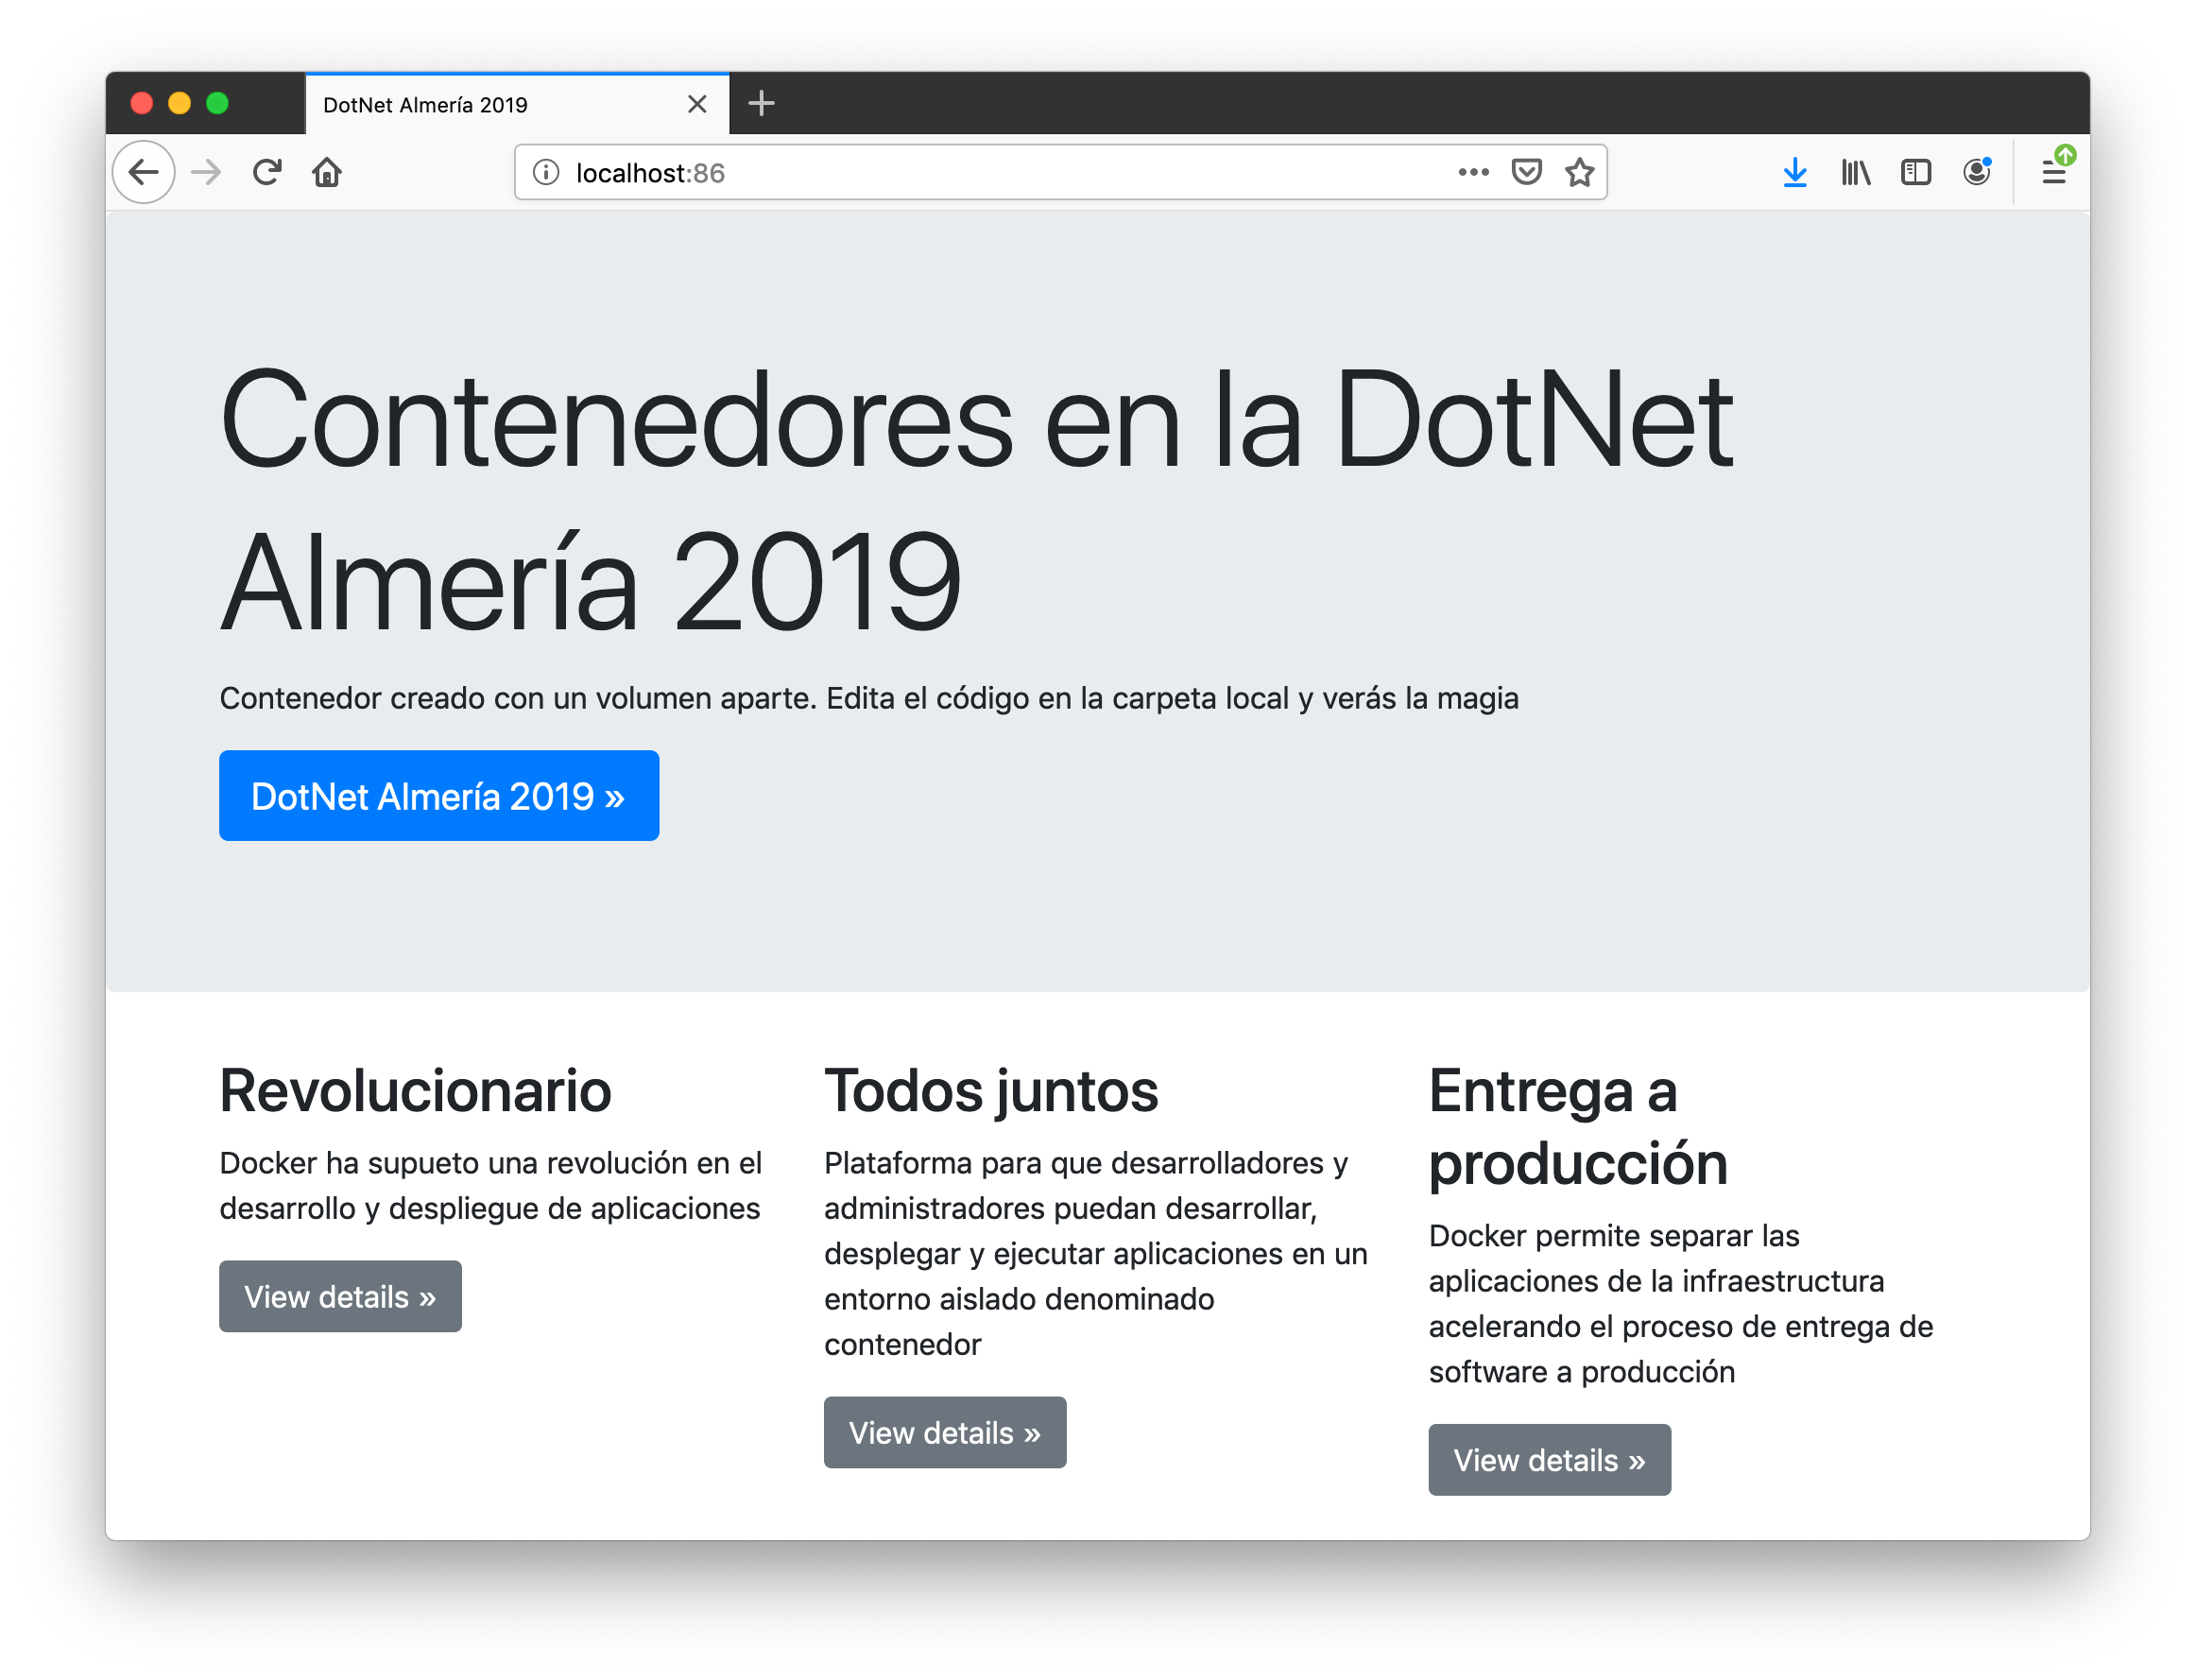 DotNet Almería 2019
localhost:86
Contenedores en la DotNet
Almería 2019
Contenedor creado con un volumen aparte. Edita el código en la carpeta local y verás la magia
DotNet Almería 2019 »
Revolucionario
Docker ha supueto una revolución en el
desarrollo y despliegue de aplicaciones
View details »
Todos juntos
Plataforma para que desarrolladores y
administradores puedan desarrollar,
desplegar y ejecutar aplicaciones en un
entorno aislado denominado
contenedor
View details »
Entrega a
producción
Docker permite separar las
aplicaciones de la infraestructura
acelerando el proceso de entrega de
software a producción
View details »